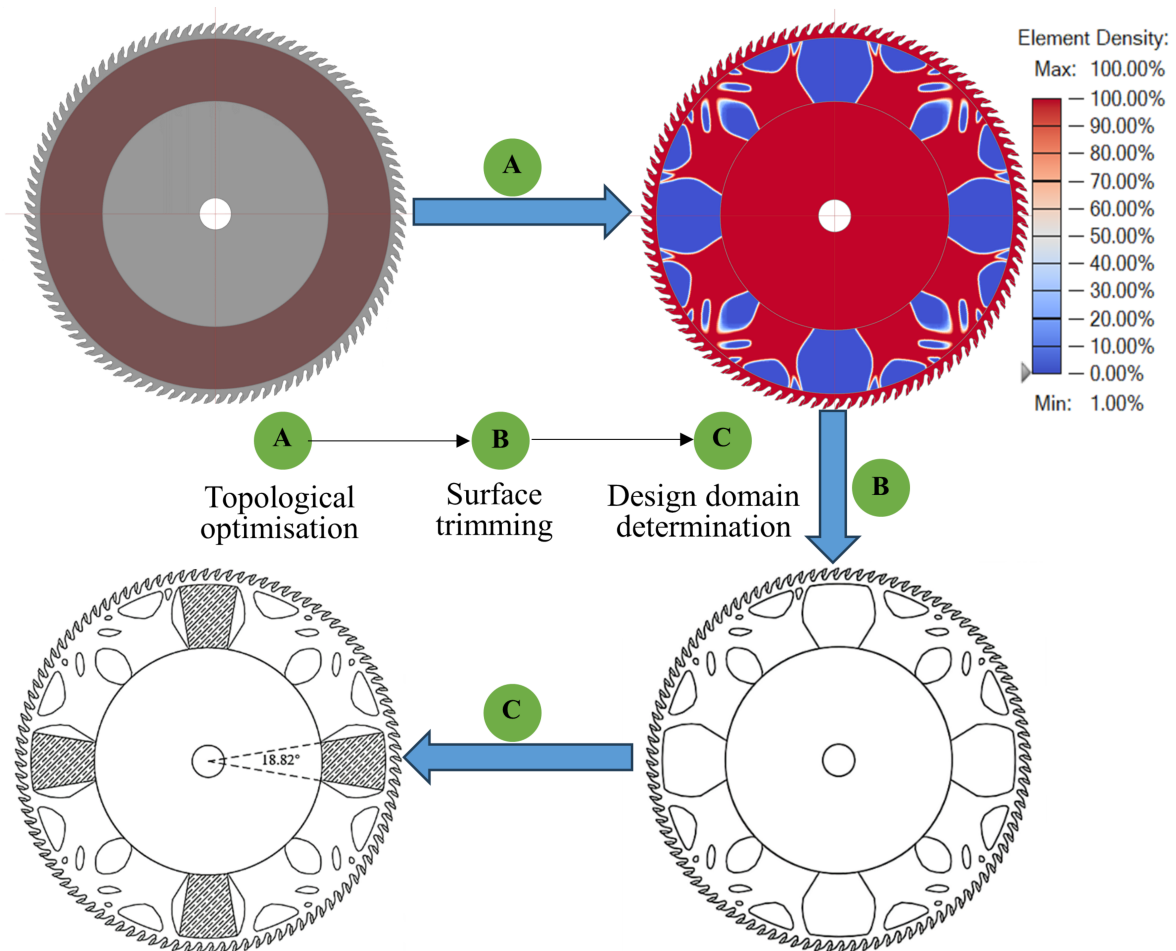 Element Density:
Max: 100.00%
100.00%
90.00%
80.00%
70.00%
60.00%
50.00%
40.00%
30.00%
20.00%
10.00%
0.00%
Min: 1.00%
A
A
B
C
Topological
optimisation
Surface
trimming
Design domain
determination
B
C
18.82°